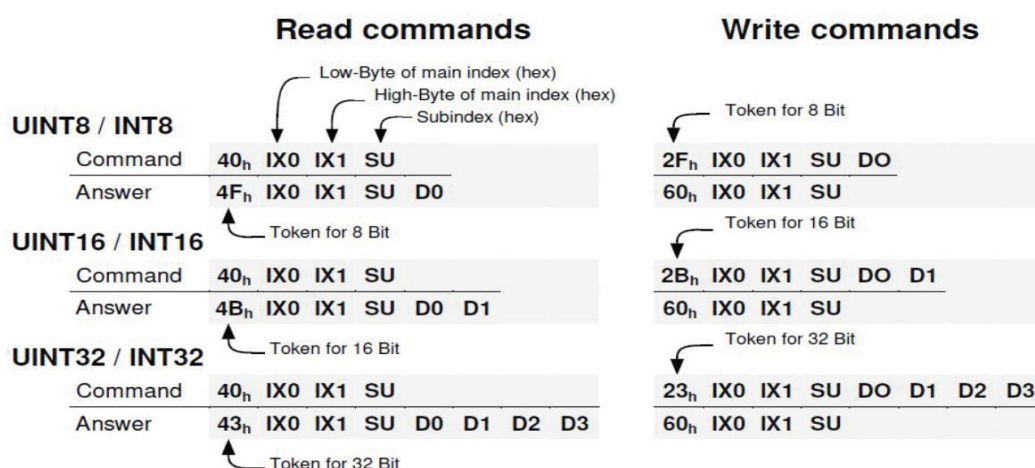 Read commands Write commands
Low-Byte of main index (hex)
High-Byte of main index (hex)
Subindex (hex)
Token for 8 Bit
UINT8 / INT8
Command 40h IX0 IX1 SU 2Fh IX0 IX1 SU DO
Answer 4Fh IX0 IX1 SU D0 60h IX0 IX1 SU
Token for 8 Bit
Token for 16 Bit
UINT16 / INT16
Command 40h IX0 IX1 SU 2Bh IX0 IX1 SU DO D1
Answer 4Bh IX0 IX1 SU D0 D1 60h IX0 IX1 SU
Token for 16 Bit
Token for 32 Bit
UINT32 / INT32
Command 40h IX0 IX1 SU 23h IX0 IX1 SU DO D1 D2 D3
Answer 43h IX0 IX1 SU D0 D1 D2 D3 60h IX0 IX1 SU
Token for 32 Bit